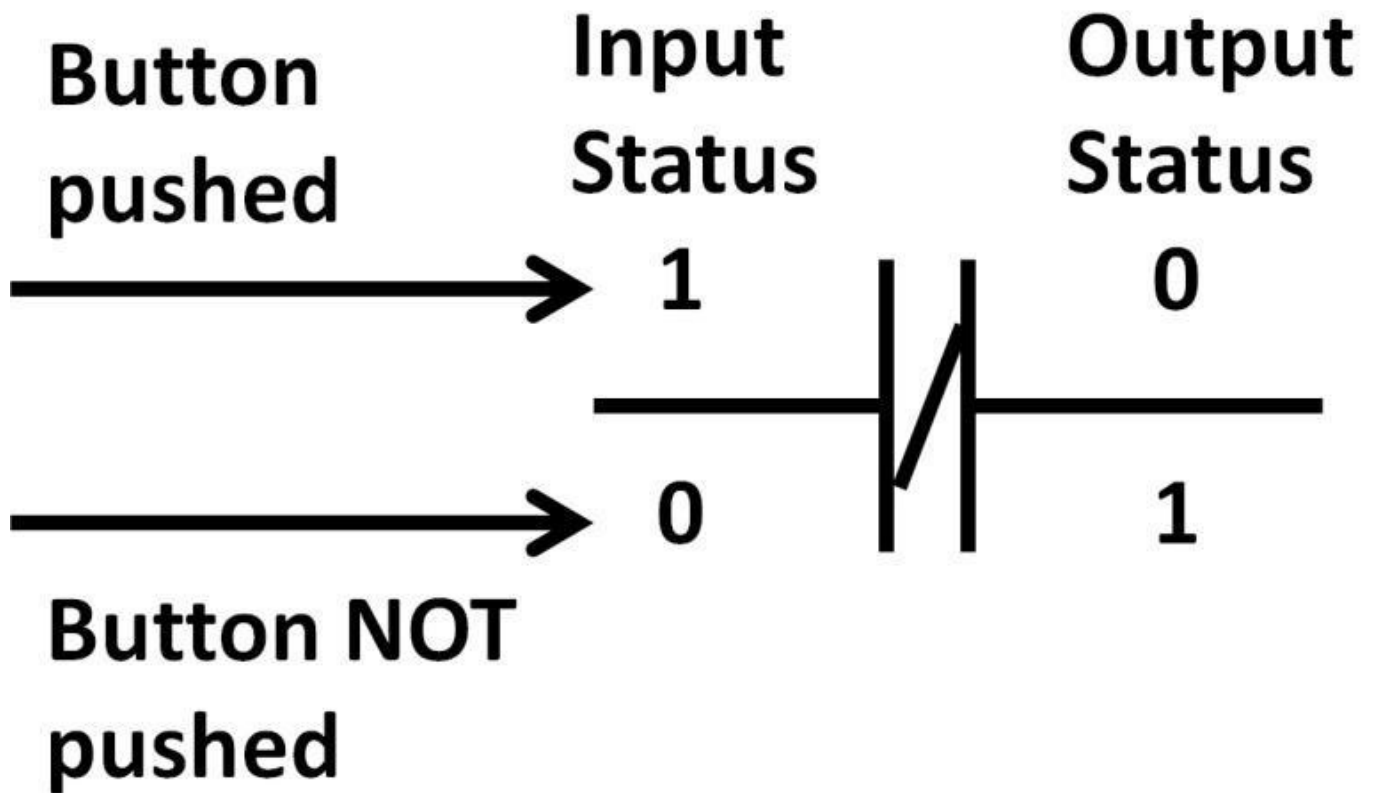 Button
pushed
Input
Status
Output
Status
1
0
0
1
Button NOT
pushed